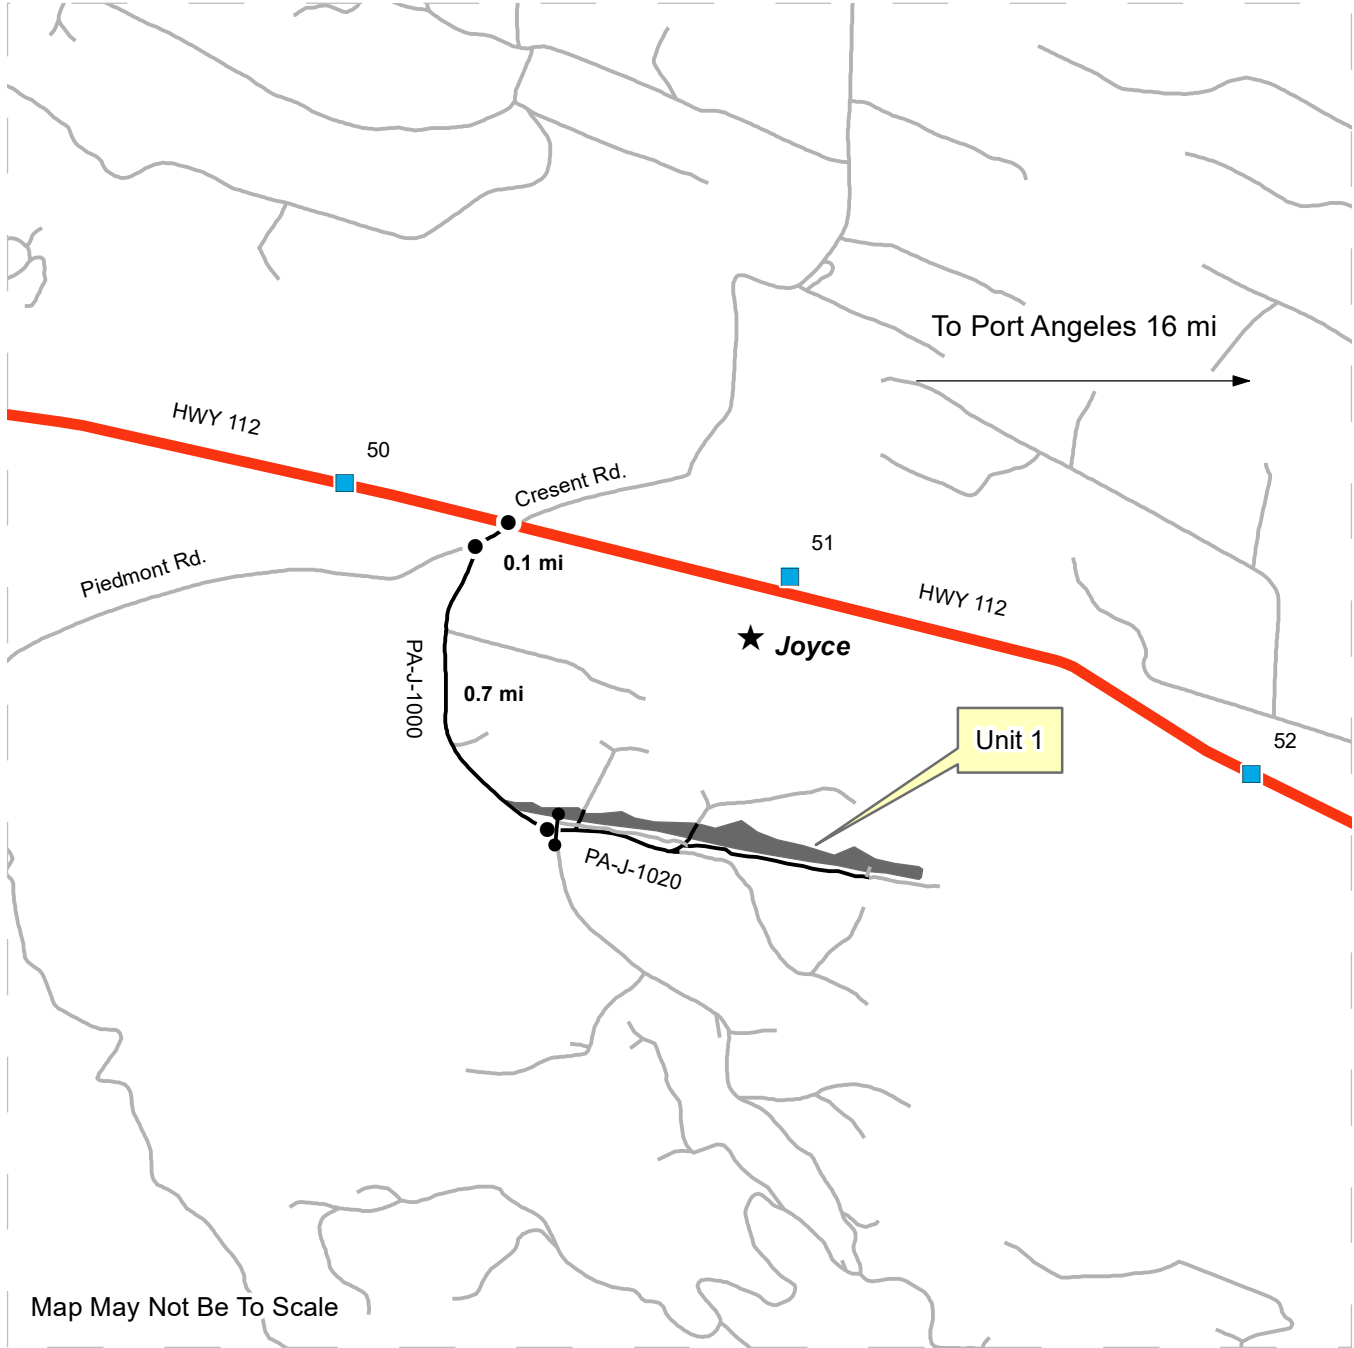 To Port Angeles 16 mi
HWY 112
50
Cresent Rd.
51
Piedmont Rd.
0.1 mi
HWY 112
Joyce
PA-J-1000
0.7 mi
Unit 1
52
PA-J-1020
Map May Not Be To Scale